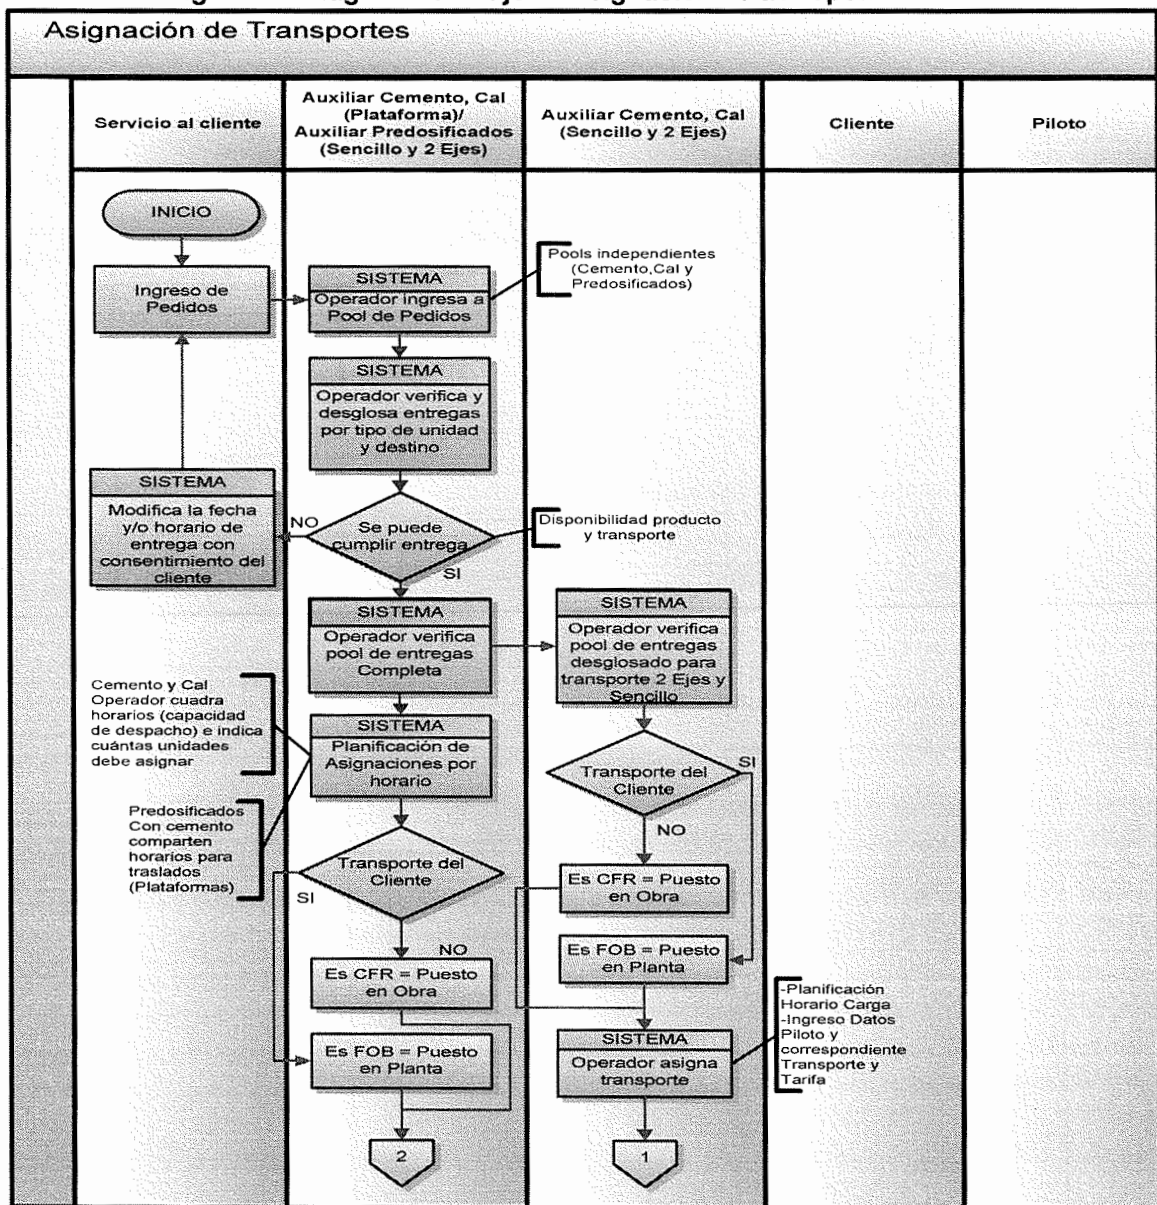 Asignación de Transportes
Servicio al cliente
Auxiliar Cemento, Cal
(Plataforma)/
Auxiliar Predosificados
(Sencillo y 2 Ejes)
Auxiliar Cemento, Cal
(Sencillo y 2 Ejes)
Cliente
Piloto
INICIO
Ingreso de
Pedidos
SISTEMA
Operador ingresa a
Pool de Pedidos
Pools independientes
(Cemento,Cal y
Predosificados)
SISTEMA
Operador verifica y
desglosa entregas
por tipo de unidad
y destino
SISTEMA
Modifica la fecha
y/o horario de
entrega con
consentimiento del
cliente
NO
Se puede
cumplir entrega
SI
Disponibilidad producto
y transporte
SISTEMA
Operador verifica
pool de entregas
Completa
SISTEMA
Operador verifica
pool de entregas
desglosado para
transporte 2 Ejes y
Sencillo
Cemento y Cal
Operador cuadra
horarios (capacidad
de despacho) e indica
cuántas unidades
debe asignar
SISTEMA
Planificación de
Asignaciones por
horario
Transporte del
Cliente
SI
NO
Predosificados
Con cemento
comparten
horarios para
traslados
(Plataformas)
Transporte del
Cliente
SI
NO
Es CFR = Puesto
en Obra
Es FOB = Puesto
en Planta
Es CFR = Puesto
en Obra
Es FOB = Puesto
en Planta
SISTEMA
Operador asigna
transporte
-Planificación
Horario Carga
-Ingreso Datos
Piloto y
correspondiente
Transporte y
Tarifa
2
1